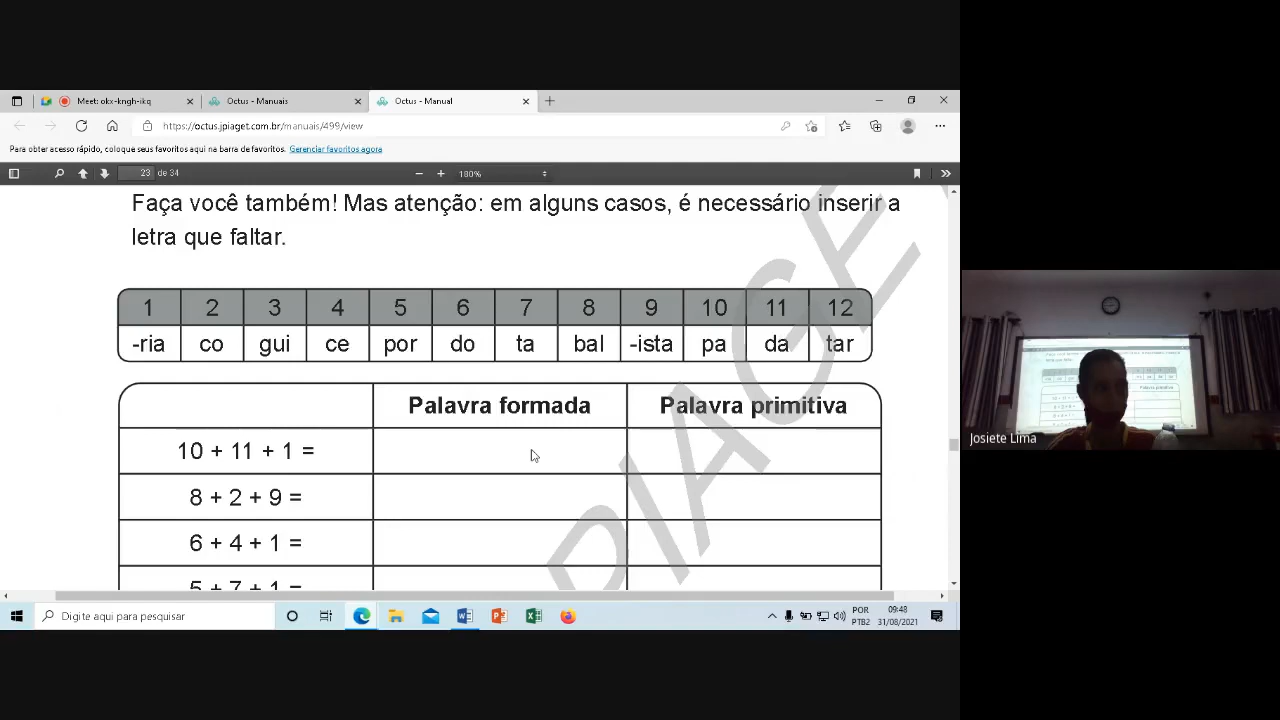 Meet: okx-kngh-ikq
Octus - Manuais
Octus - Manual
https://octus.jpiaget.com.br/manuais/499/view
Para obter acesso rápido, coloque seus favoritos aqui na barra de favoritos. Gerenciar favoritos agora
23 de 34
180%
Faça você também! Mas atenção: em alguns casos, é necessário inserir a
letra que faltar.
1 2 3 4 5 6 7 8 9 10 11 12
-ria co gui ce por do ta bal -ista pa da tar
Palavra formada Palavra primitiva
10 + 11 + 1 =
8 + 2 + 9 =
6 + 4 + 1 =
5 + 7 + 1 =
PIAGE
Josiete Lima
Digite aqui para pesquisar
POR
PTB2
09:48
31/08/2021